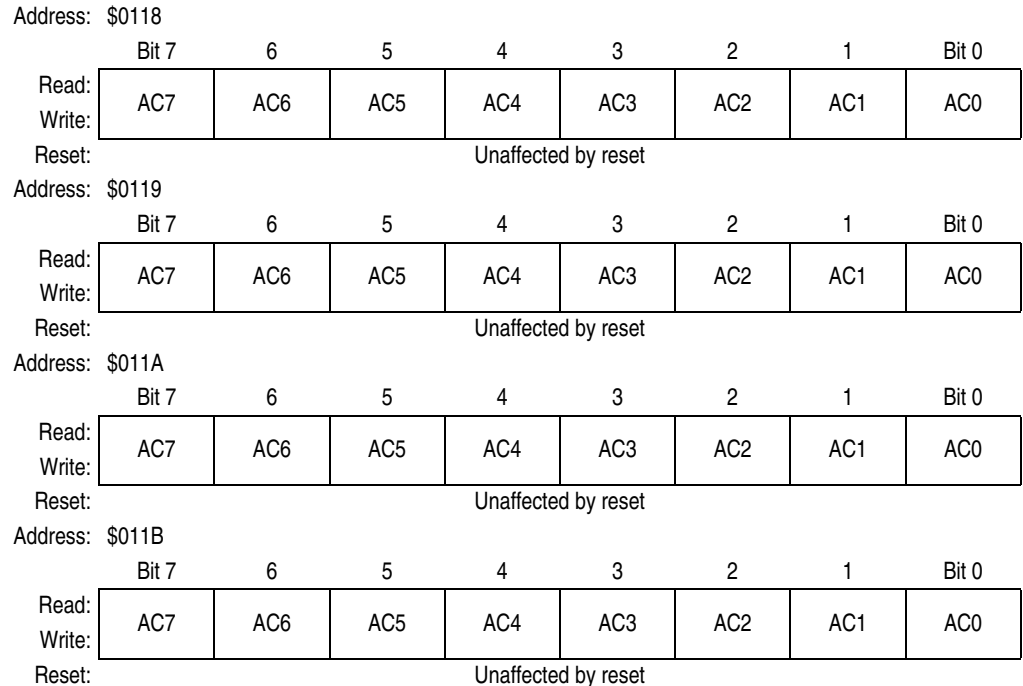 Address: $0118
Bit 7 6 5 4 3 2 1 Bit 0
Read:
AC7 AC6 AC5 AC4 AC3 AC2 AC1 AC0
Write:
Reset: Unaffected by reset
Address: $0119
Bit 7 6 5 4 3 2 1 Bit 0
Read:
AC7 AC6 AC5 AC4 AC3 AC2 AC1 AC0
Write:
Reset: Unaffected by reset
Address: $011A
Bit 7 6 5 4 3 2 1 Bit 0
Read:
AC7 AC6 AC5 AC4 AC3 AC2 AC1 AC0
Write:
Reset: Unaffected by reset
Address: $011B
Bit 7 6 5 4 3 2 1 Bit 0
Read:
AC7 AC6 AC5 AC4 AC3 AC2 AC1 AC0
Write:
Reset: Unaffected by reset